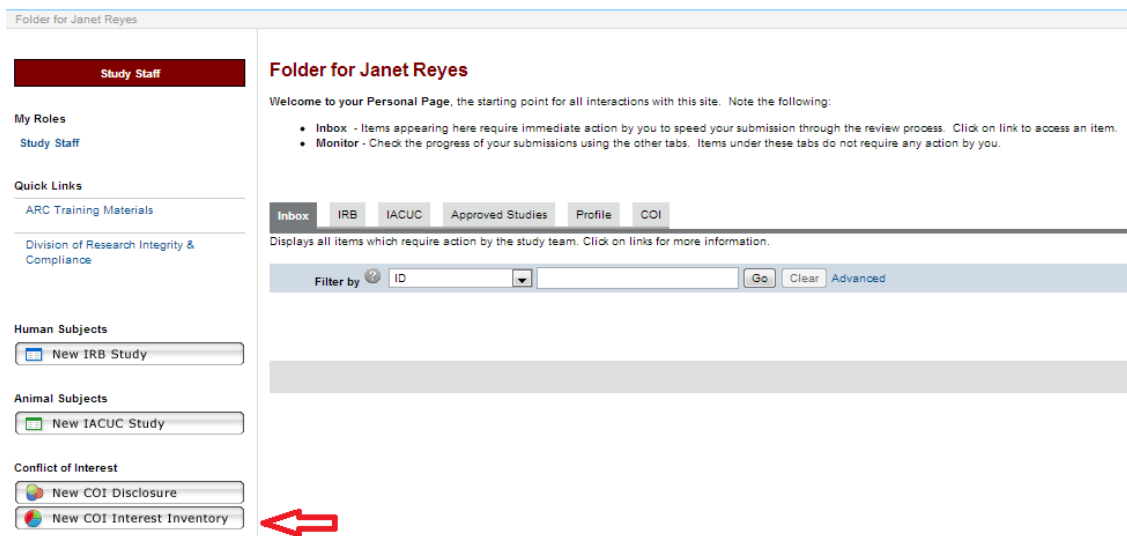 Folder for Janet Reyes
Study Staff
My Roles
Study Staff
Quick Links
ARC Training Materials
Division of Research Integrity &
Compliance
Human Subjects
New IRB Study
Animal Subjects
New IACUC Study
Conflict of Interest
New COI Disclosure
New COI Interest Inventory
Folder for Janet Reyes
Welcome to your Personal Page, the starting point for all interactions with this site. Note the following:
• Inbox - Items appearing here require immediate action by you to speed your submission through the review process. Click on link to access an item.
• Monitor - Check the progress of your submissions using the other tabs. Items under these tabs do not require any action by you.
Inbox IRB IACUC Approved Studies Profile COI
Displays all items which require action by the study team. Click on links for more information.
Filter by ? ID Go Clear Advanced